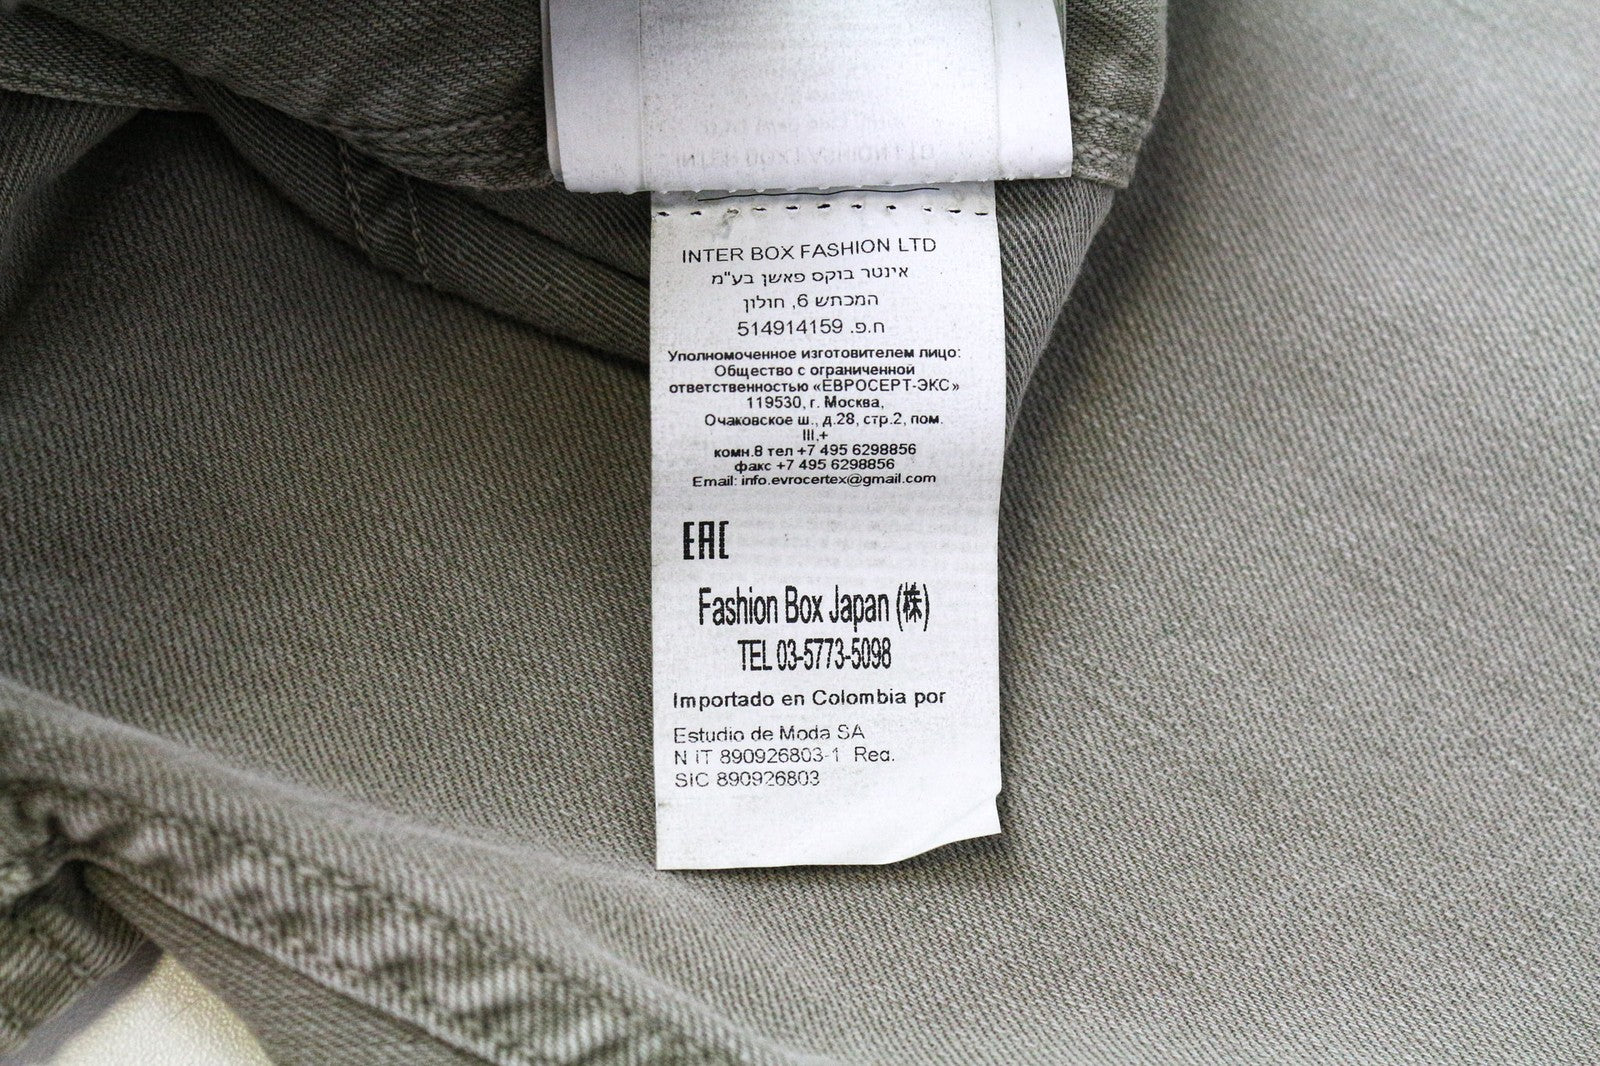 INTER BOX FASHION LTD
אינטר בוקס פאשן בע"מ
המכתש 6, חולון
ח.פ. 514914159
Уполномоченное изготовителем лицо:
Общество с ограниченной
ответственностью «ЕВРОСЕРТ-ЭКС»
119530, г. Москва,
Очаковское ш., д.28, стр.2, пом.
III,+
комн.8 тел +7 495 6298856
факс +7 495 6298856
Email: info.evrocertex@gmail.com
EAC
Fashion Box Japan (株)
TEL 03-5773-5098
Importado en Colombia por
Estudio de Moda SA
N IT 890926803-1 Reg.
SIC 890926803